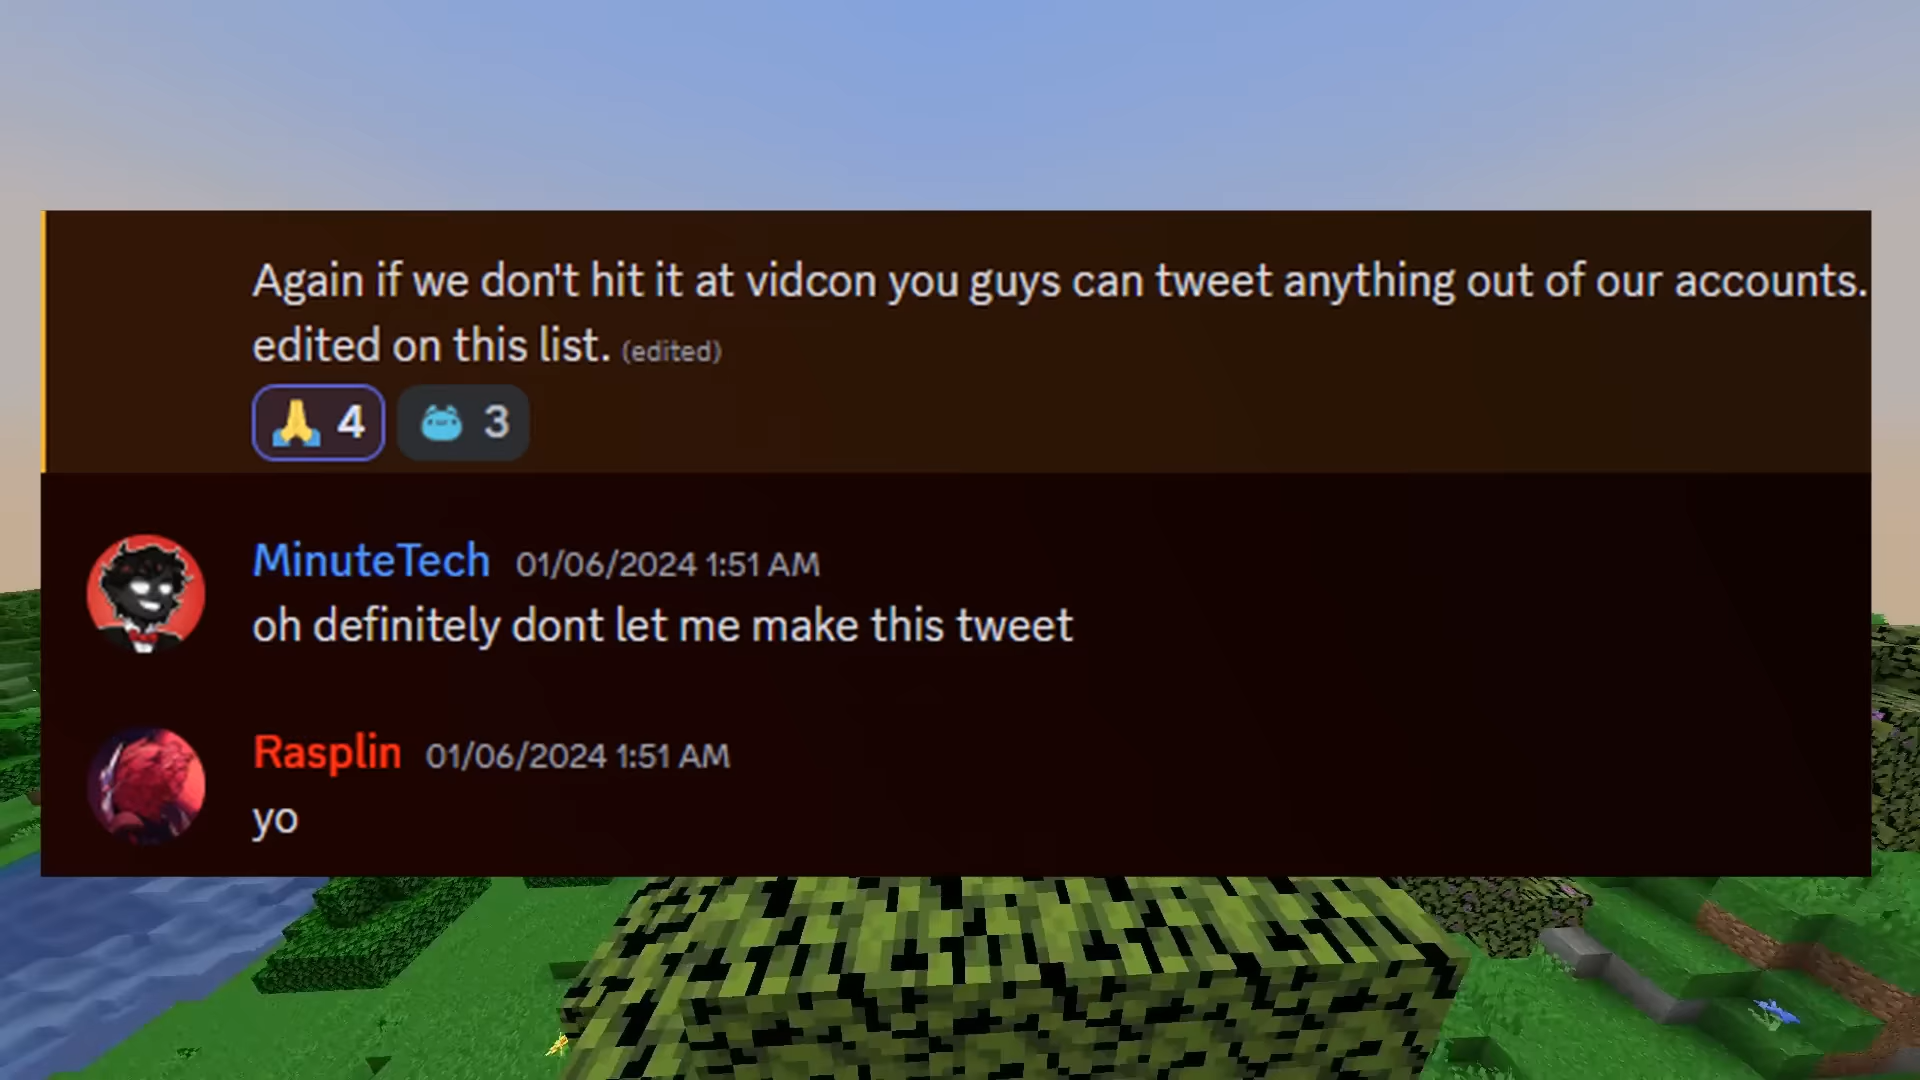 Again if we don't hit it at vidcon you guys can tweet anything out of our accounts.
edited on this list. (edited)
4 3
MinuteTech 01/06/2024 1:51 AM
oh definitely dont let me make this tweet
Rasplin 01/06/2024 1:51 AM
yo